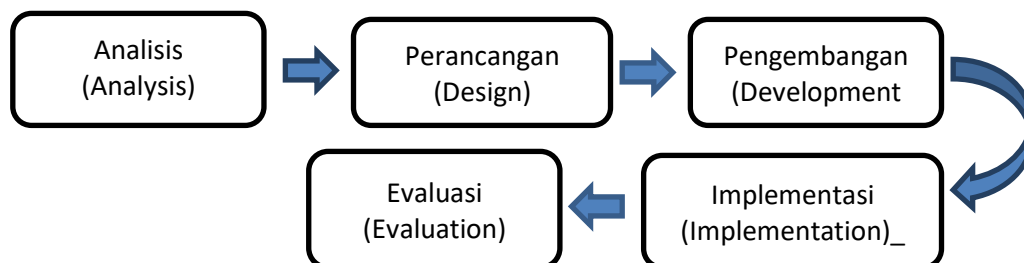 Analisis
(Analysis)
Perancangan
(Design)
Pengembangan
(Development
Implementasi
(Implementation)_
Evaluasi
(Evaluation)